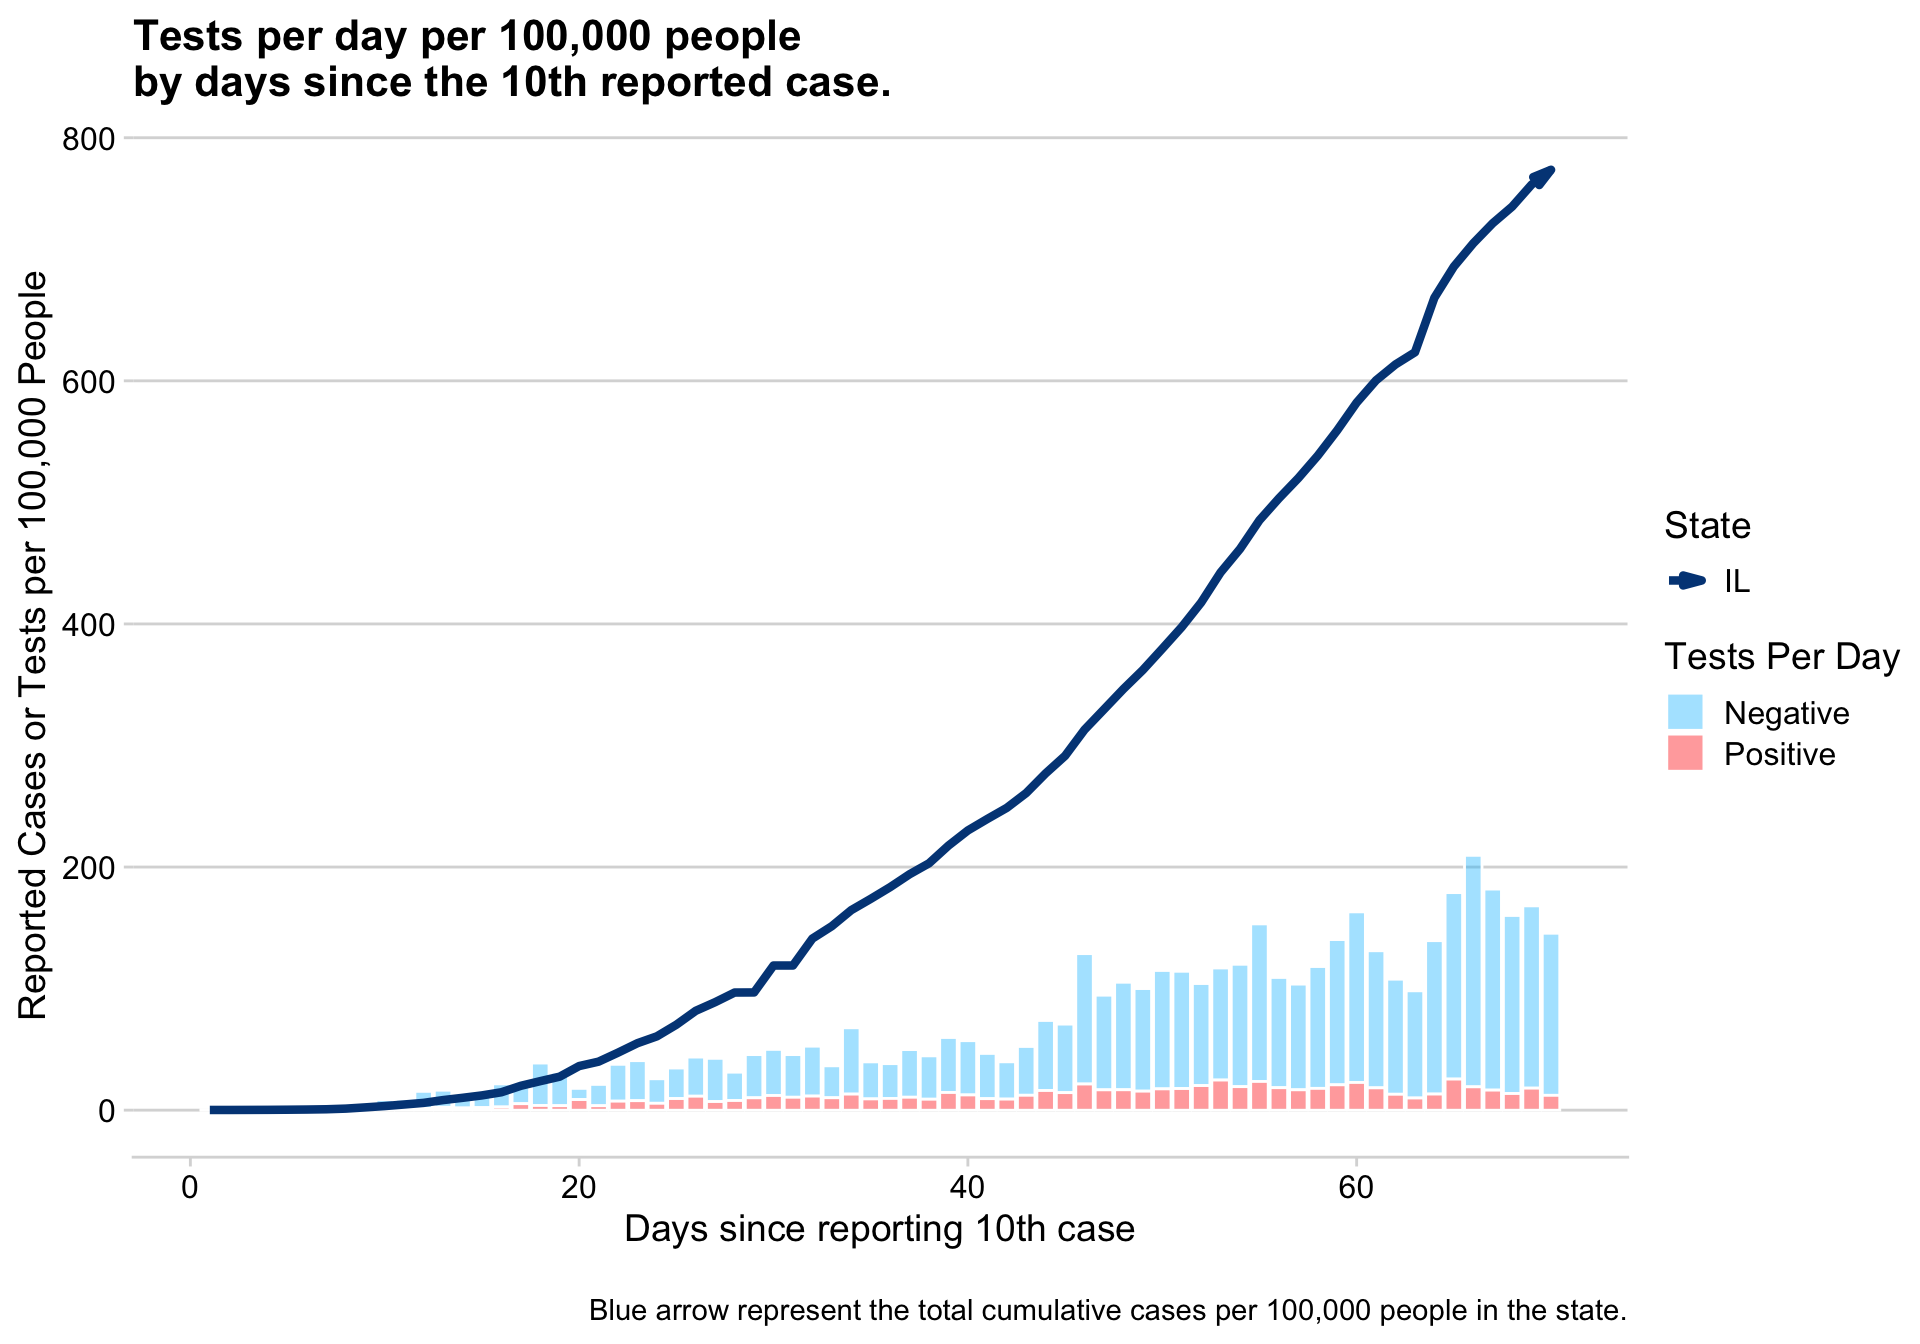 Tests per day per 100,000 people
by days since the 10th reported case.
Reported Cases or Tests per 100,000 People
800
600
400
200
0
0
20
40
60
Days since reporting 10th case
State
IL
Tests Per Day
Negative
Positive
Blue arrow represent the total cumulative cases per 100,000 people in the state.